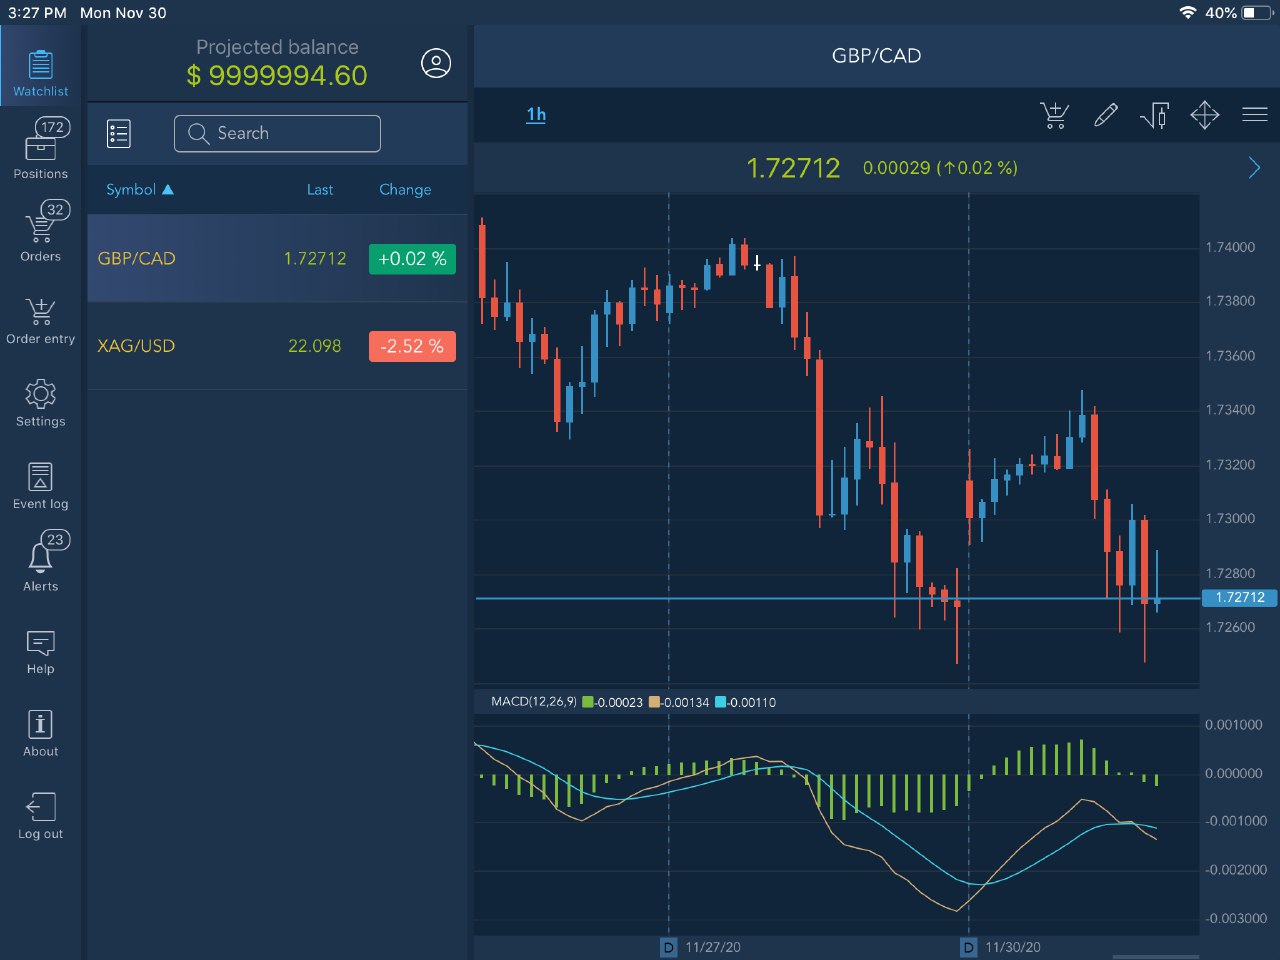 3:27 PM Mon Nov 30
40%
Watchlist
172
Positions
32
Orders
Order entry
Settings
Event log
23
Alerts
Help
About
Log out
Projected balance
$ 9999994.60
Search
Symbol ▲ Last Change
GBP/CAD 1.72712 +0.02 %
XAG/USD 22.098 -2.52 %
GBP/CAD
1h
1.72712 0.00029 (↑0.02 %)
1.74000
1.73800
1.73600
1.73400
1.73200
1.73000
1.72800
1.72712
1.72600
MACD(12,26,9) -0.00023 -0.00134 -0.00110
0.001000
0.000000
-0.001000
-0.002000
-0.003000
D 11/27/20 D 11/30/20